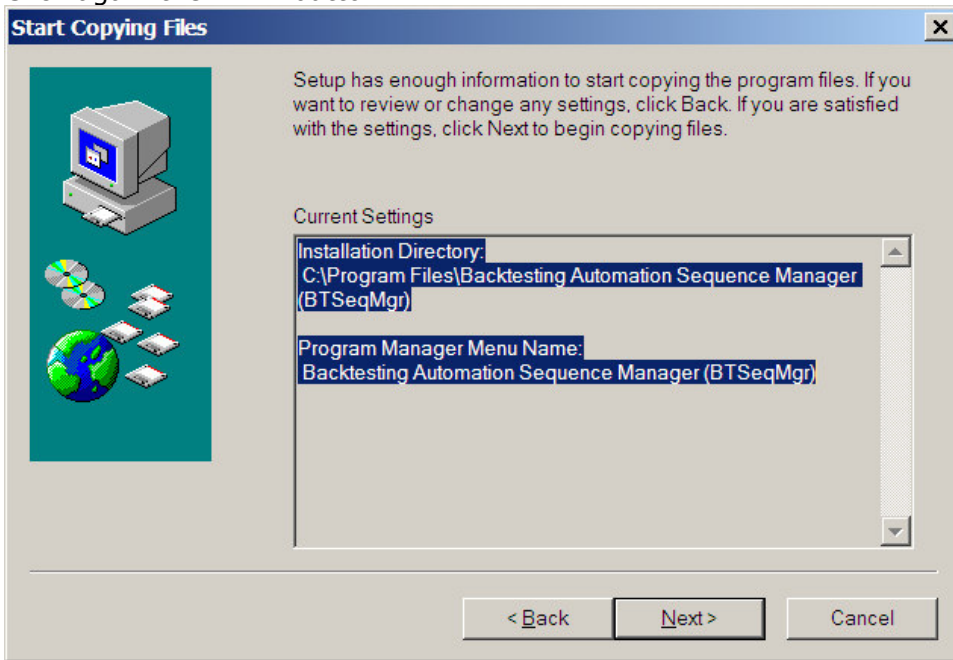 Start Copying Files
Setup has enough information to start copying the program files. If you
want to review or change any settings, click Back. If you are satisfied
with the settings, click Next to begin copying files.
Current Settings
Installation Directory:
C:\Program Files\Backtesting Automation Sequence Manager
(BTSeqMgr)
Program Manager Menu Name:
Backtesting Automation Sequence Manager (BTSeqMgr)
< Back
Next >
Cancel